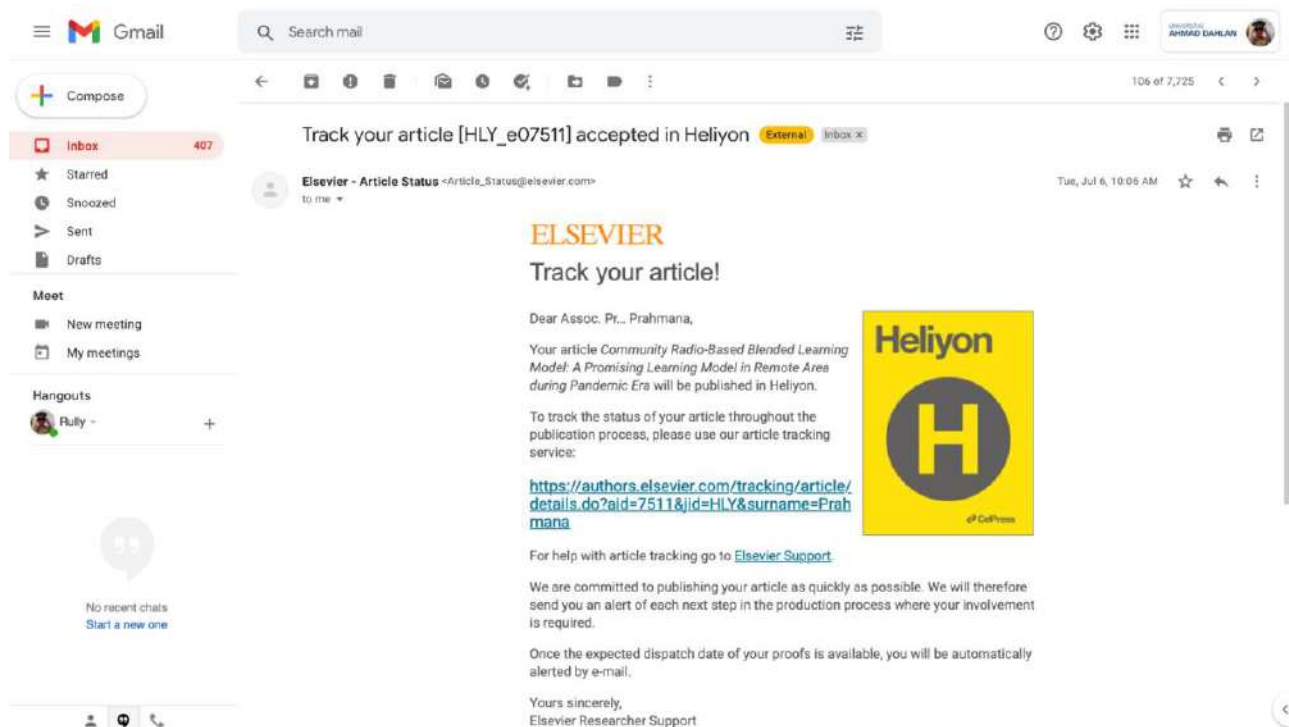 Gmail
Search mail
UNIVERSITAS
AHMAD DAHLAN
Compose
106 of 7,725
Inbox 407
Starred
Snoozed
Sent
Drafts
Meet
New meeting
My meetings
Hangouts
Rully
No recent chats
Start a new one
Track your article [HLY_e07511] accepted in Heliyon External Inbox x
Elsevier - Article Status <Article_Status@elsevier.com>
Tue, Jul 6, 10:06 AM
to me
ELSEVIER
Track your article!
Dear Assoc. Pr... Prahmana,
Your article Community Radio-Based Blended Learning
Model: A Promising Learning Model in Remote Area
during Pandemic Era will be published in Heliyon.
To track the status of your article throughout the
publication process, please use our article tracking
service:
https://authors.elsevier.com/tracking/article/
details.do?aid=7511&jid=HLY&surname=Prah
mana
Heliyon
H
CellPress
For help with article tracking go to Elsevier Support
We are committed to publishing your article as quickly as possible. We will therefore
send you an alert of each next step in the production process where your involvement
is required.
Once the expected dispatch date of your proofs is available, you will be automatically
alerted by e-mail.
Yours sincerely,
Elsevier Researcher Support